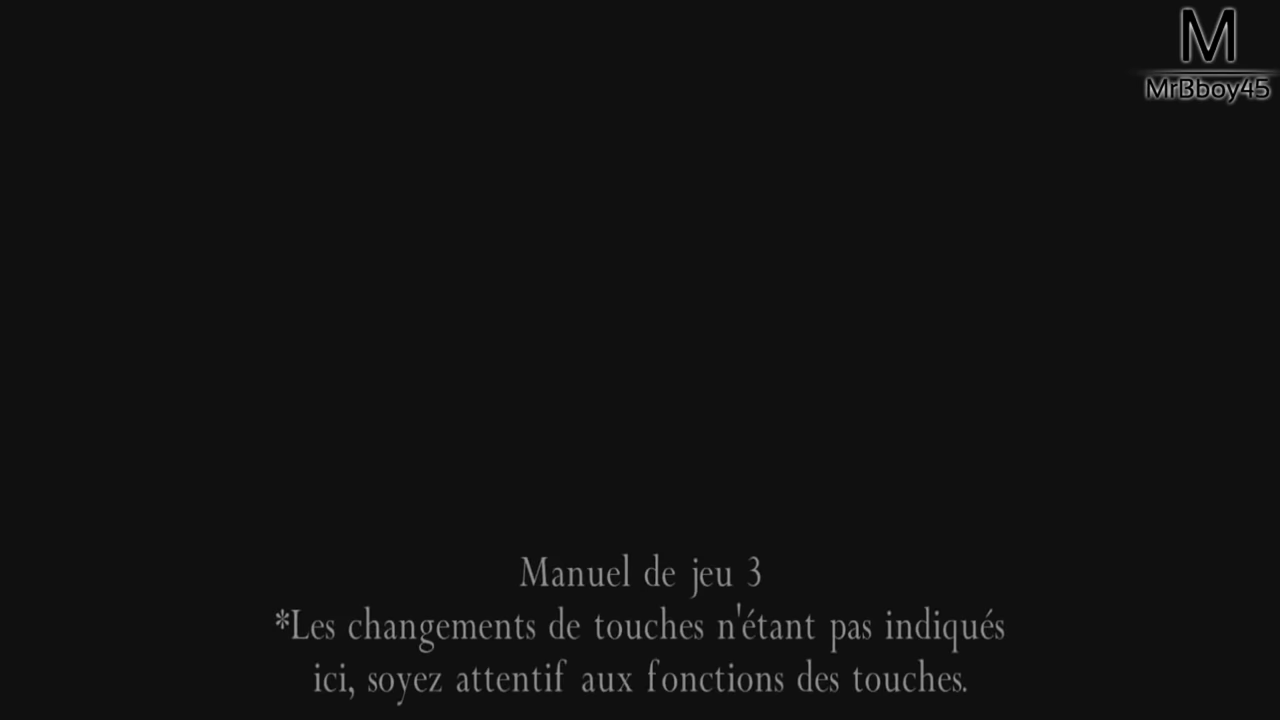 M
MrBboy45
Manuel de jeu 3
*Les changements de touches n'étant pas indiqués
ici, soyez attentif aux fonctions des touches.